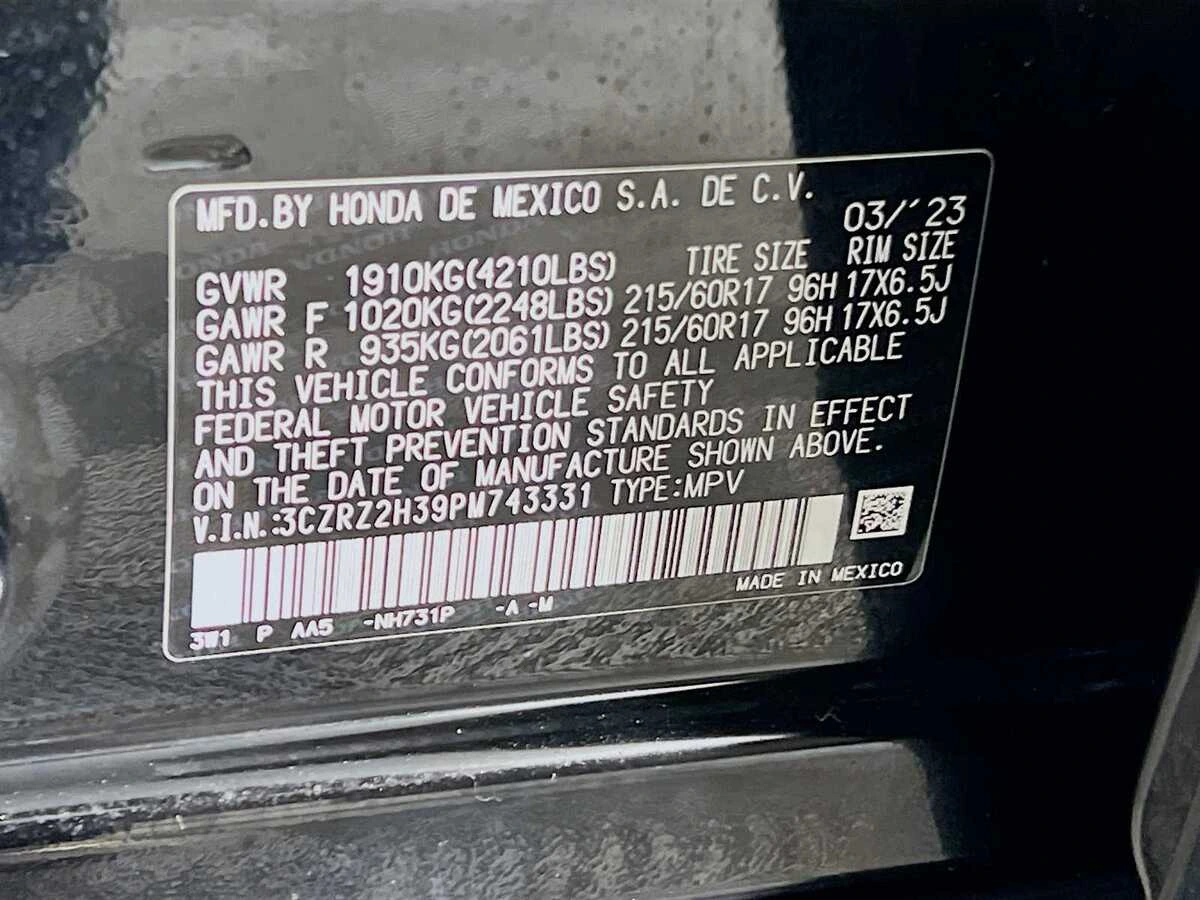 MFD.BY HONDA DE MEXICO S.A. DE C.V.
03/´23
GVWR 1910KG(4210LBS) TIRE SIZE RIM SIZE
GAWR F 1020KG(2248LBS) 215/60R17 96H 17X6.5J
GAWR R 935KG(2061LBS) 215/60R17 96H 17X6.5J
THIS VEHICLE CONFORMS TO ALL APPLICABLE
FEDERAL MOTOR VEHICLE SAFETY
AND THEFT PREVENTION STANDARDS IN EFFECT
ON THE DATE OF MANUFACTURE SHOWN ABOVE.
V.I.N.:3CZRZ2H39PM743331 TYPE:MPV
MADE IN MEXICO
3W1 P AA5 -NH731P -A -M